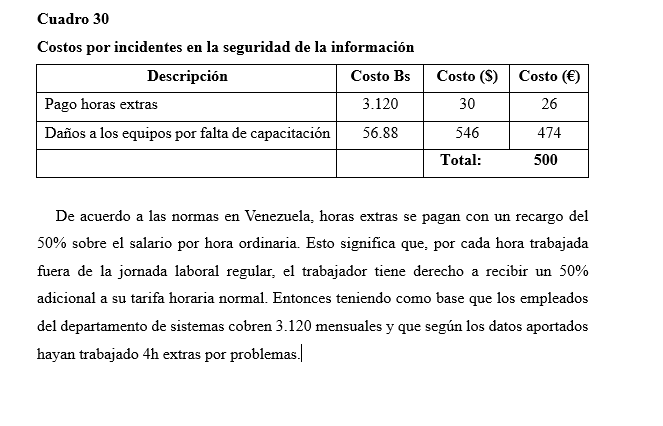 Cuadro 30
Costos por incidentes en la seguridad de la información
Descripción Costo Bs Costo ($) Costo (€)
Pago horas extras 3.120 30 26
Daños a los equipos por falta de capacitación 56.88 546 474
Total: 500
De acuerdo a las normas en Venezuela, horas extras se pagan con un recargo del
50% sobre el salario por hora ordinaria. Esto significa que, por cada hora trabajada
fuera de la jornada laboral regular, el trabajador tiene derecho a recibir un 50%
adicional a su tarifa horaria normal. Entonces teniendo como base que los empleados
del departamento de sistemas cobren 3.120 mensuales y que según los datos aportados
hayan trabajado 4h extras por problemas.